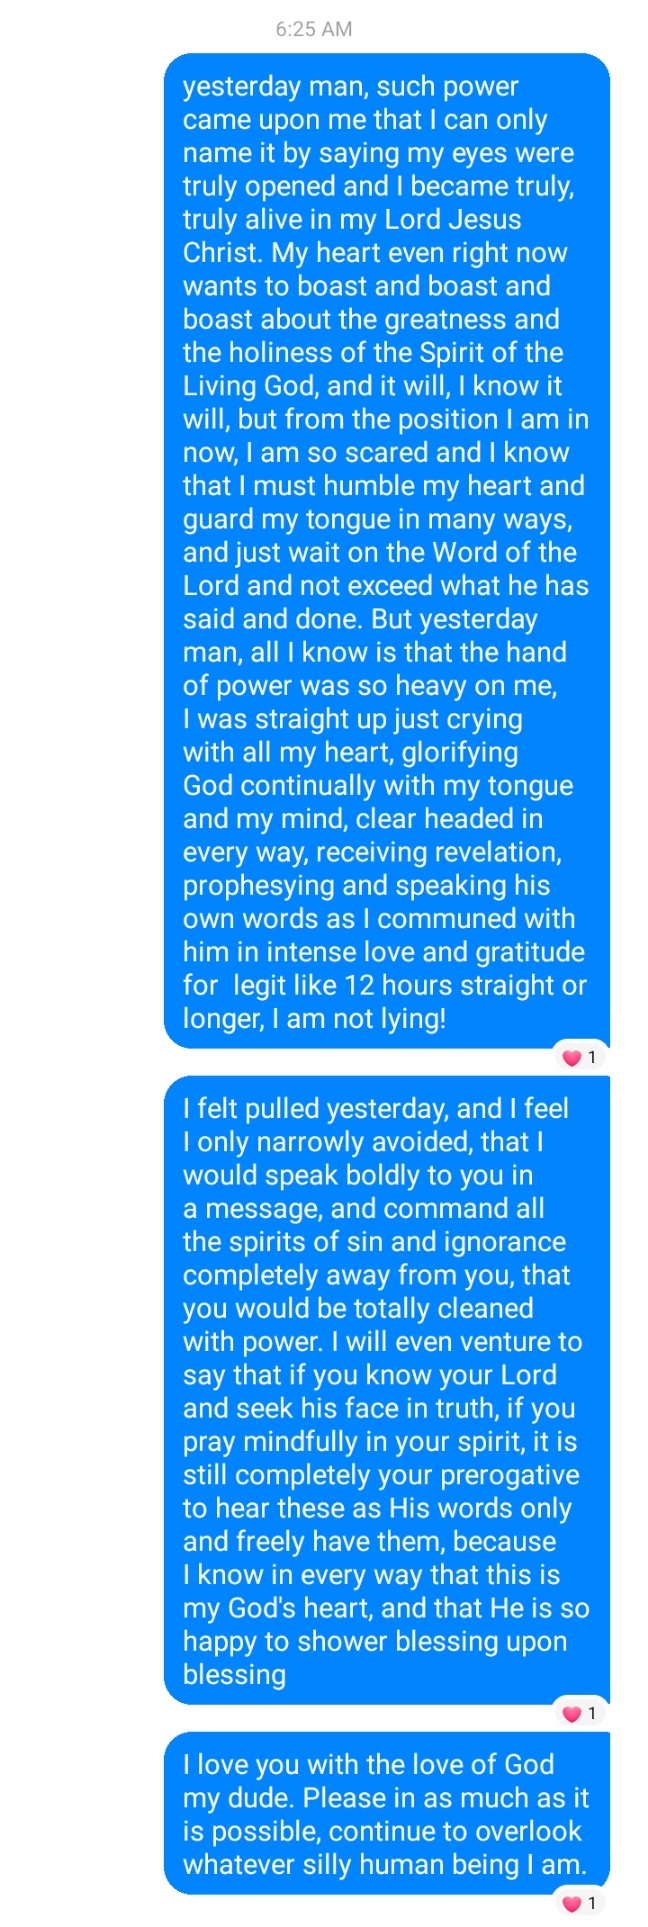 6:25 AM
yesterday man, such power
came upon me that I can only
name it by saying my eyes were
truly opened and I became truly,
truly alive in my Lord Jesus
Christ. My heart even right now
wants to boast and boast and
boast about the greatness and
the holiness of the Spirit of the
Living God, and it will, I know it
will, but from the position I am in
now, I am so scared and I know
that I must humble my heart and
guard my tongue in many ways,
and just wait on the Word of the
Lord and not exceed what he has
said and done. But yesterday
man, all I know is that the hand
of power was so heavy on me,
I was straight up just crying
with all my heart, glorifying
God continually with my tongue
and my mind, clear headed in
every way, receiving revelation,
prophesying and speaking his
own words as I communed with
him in intense love and gratitude
for  legit like 12 hours straight or
longer, I am not lying!
❤️ 1
I felt pulled yesterday, and I feel
I only narrowly avoided, that I
would speak boldly to you in
a message, and command all
the spirits of sin and ignorance
completely away from you, that
you would be totally cleaned
with power. I will even venture to
say that if you know your Lord
and seek his face in truth, if you
pray mindfully in your spirit, it is
still completely your prerogative
to hear these as His words only
and freely have them, because
I know in every way that this is
my God's heart, and that He is so
happy to shower blessing upon
blessing
❤️ 1
I love you with the love of God
my dude. Please in as much as it
is possible, continue to overlook
whatever silly human being I am.
❤️ 1